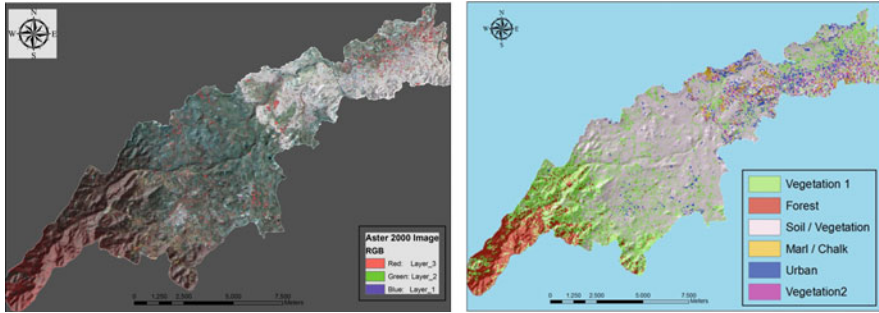 N
W E
S
Aster 2000 Image
RGB
Red: Layer_3
Green: Layer_2
Blue: Layer_1
0 1.250 2.500 5.000 7.500
Meters
N
W E
S
Vegetation 1
Forest
Soil / Vegetation
Marl / Chalk
Urban
Vegetation2
0 1.250 2.500 5.000 7.500
Meters